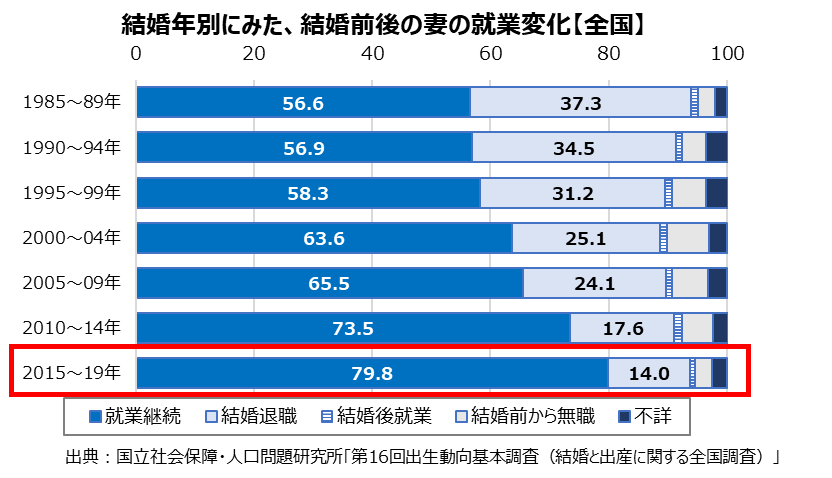 結婚年別にみた、結婚前後の妻の就業変化【全国】
0 20 40 60 80 100
1985～89年 56.6 37.3
1990～94年 56.9 34.5
1995～99年 58.3 31.2
2000～04年 63.6 25.1
2005～09年 65.5 24.1
2010～14年 73.5 17.6
2015～19年 79.8 14.0
就業継続 結婚退職 結婚後就業 結婚前から無職 不詳
出典：国立社会保障・人口問題研究所「第16回出生動向基本調査（結婚と出産に関する全国調査）」